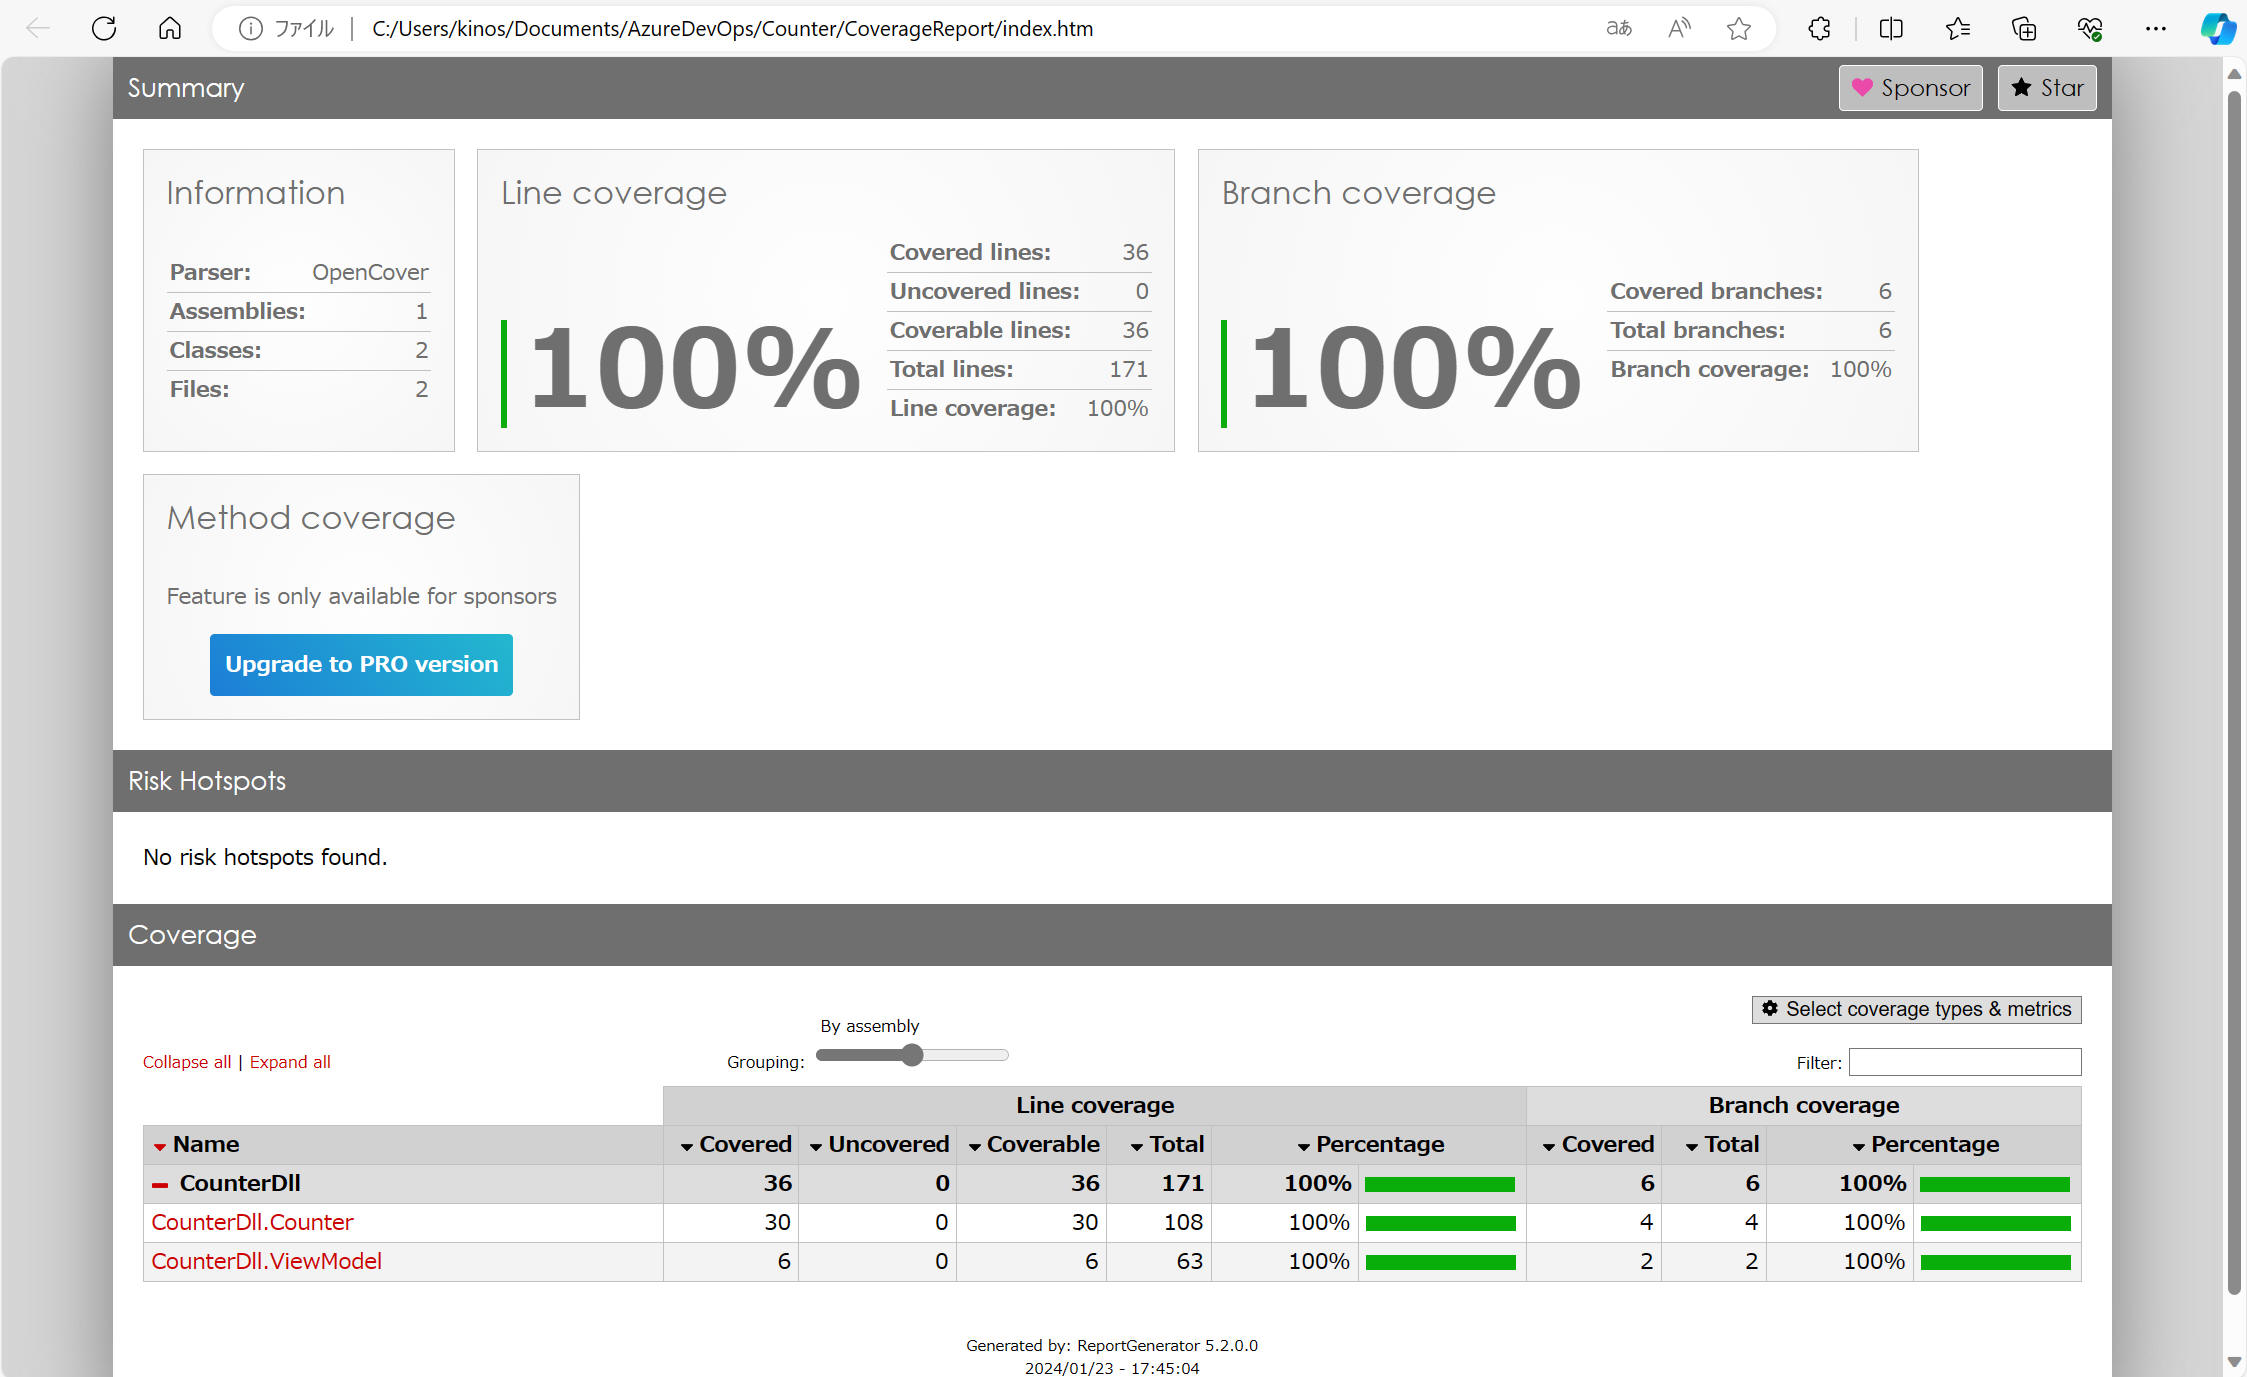 ファイル | C:/Users/kinos/Documents/AzureDevOps/Counter/CoverageReport/index.htm
aあ
Summary
Sponsor
Star
Information
Parser: OpenCover
Assemblies: 1
Classes: 2
Files: 2
Line coverage
100%
Covered lines: 36
Uncovered lines: 0
Coverable lines: 36
Total lines: 171
Line coverage: 100%
Branch coverage
100%
Covered branches: 6
Total branches: 6
Branch coverage: 100%
Method coverage
Feature is only available for sponsors
Upgrade to PRO version
Risk Hotspots
No risk hotspots found.
Coverage
Select coverage types & metrics
By assembly
Collapse all | Expand all
Grouping:
Filter:
Line coverage Branch coverage
Name Covered Uncovered Coverable Total Percentage Covered Total Percentage
CounterDll 36 0 36 171 100% 6 6 100%
CounterDll.Counter 30 0 30 108 100% 4 4 100%
CounterDll.ViewModel 6 0 6 63 100% 2 2 100%
Generated by: ReportGenerator 5.2.0.0
2024/01/23 - 17:45:04